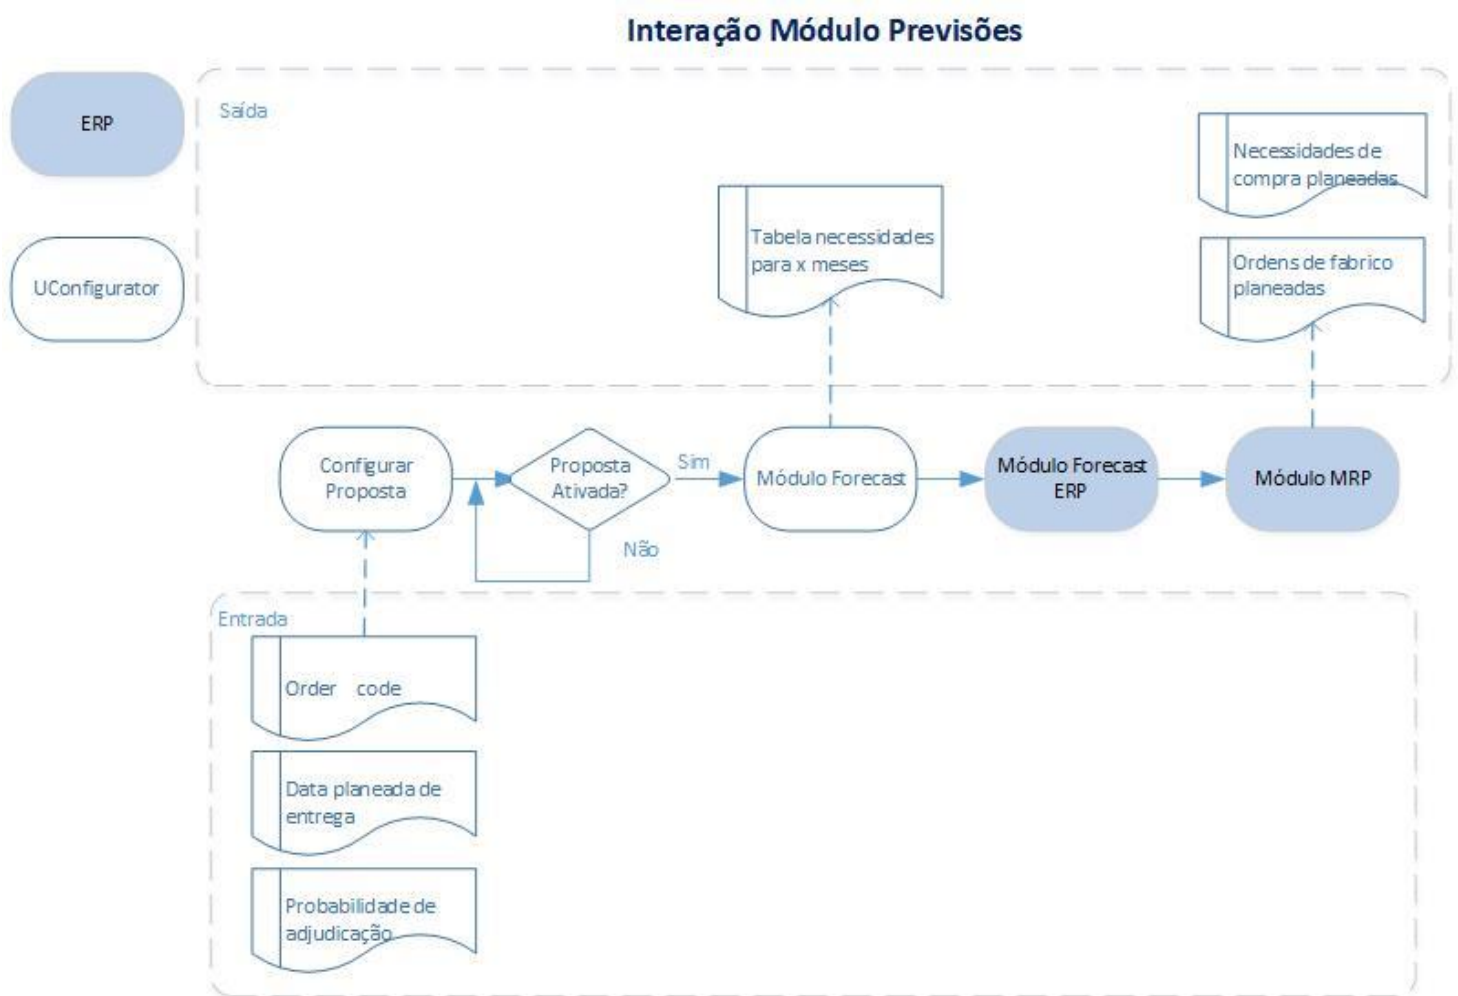 Interação Módulo Previsões
ERP
UConfigurator
Saída
Tabela necessidades
para x meses
Necessidades de
compra planeadas
Ordens de fabrico
planeadas
Configurar
Proposta
Proposta
Ativada?
Sim
Não
Módulo Forecast
Módulo Forecast
ERP
Módulo MRP
Entrada
Order code
Data planeada de
entrega
Probabilidade de
adjudicação